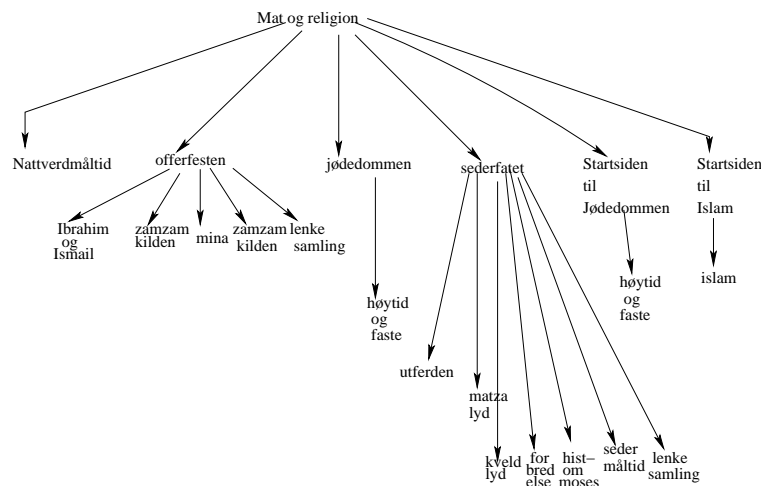 Mat og religion
Nattverdmåltid
offerfesten
jødedommen
sederfatet
Startsiden
til
Jødedommen
Startsiden
til
Islam
Ibrahim
og
Ismail
zamzam
kilden
mina
zamzam
kilden
lenke
samling
høytid
og
faste
høytid
og
faste
islam
utferden
matza
lyd
kveld
lyd
for
bred
else
hist–
om
moses
seder
måltid
lenke
samling